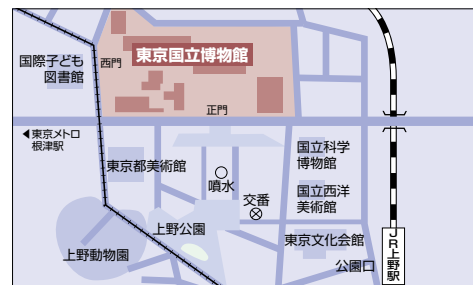 東京国立博物館
国際子ども
図書館
西門
正門
◀東京メトロ
根津駅
東京都美術館
噴水
国立科学
博物館
交番
国立西洋
美術館
上野公園
東京文化会館
上野動物園
公園口
JR上野駅